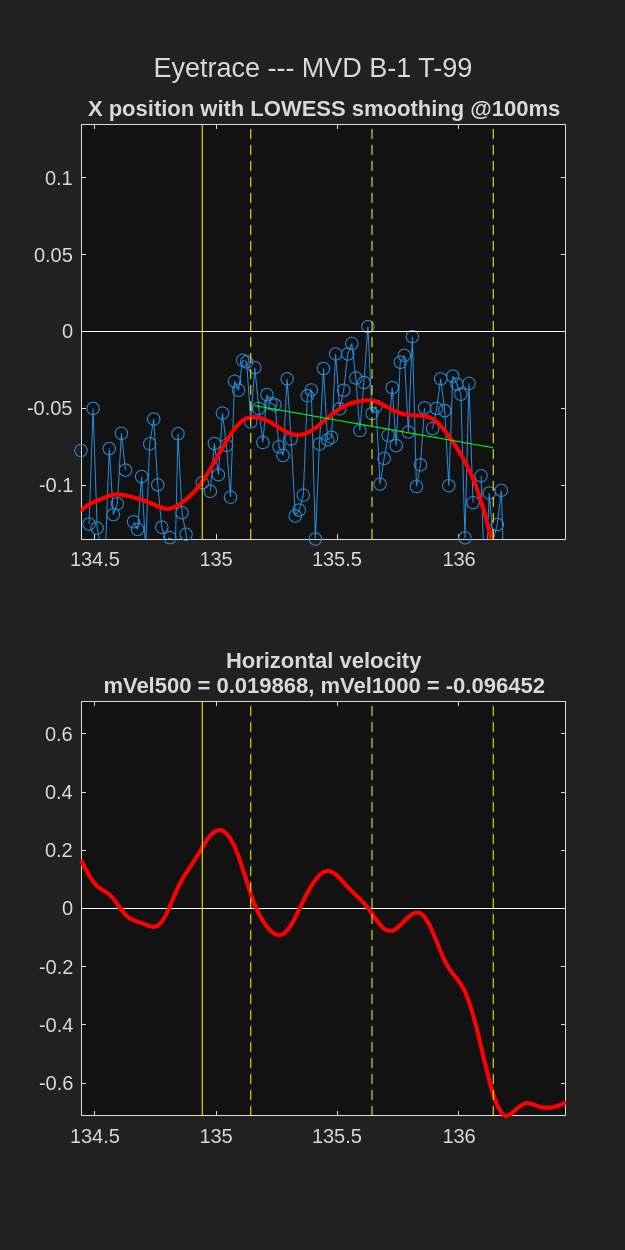 Eyetrace --- MVD B-1 T-99
X position with LOWESS smoothing @100ms
0.1
0.05
0
-0.05
-0.1
134.5 135 135.5 136
Horizontal velocity
mVel500 = 0.019868, mVel1000 = -0.096452
0.6
0.4
0.2
0
-0.2
-0.4
-0.6
134.5 135 135.5 136